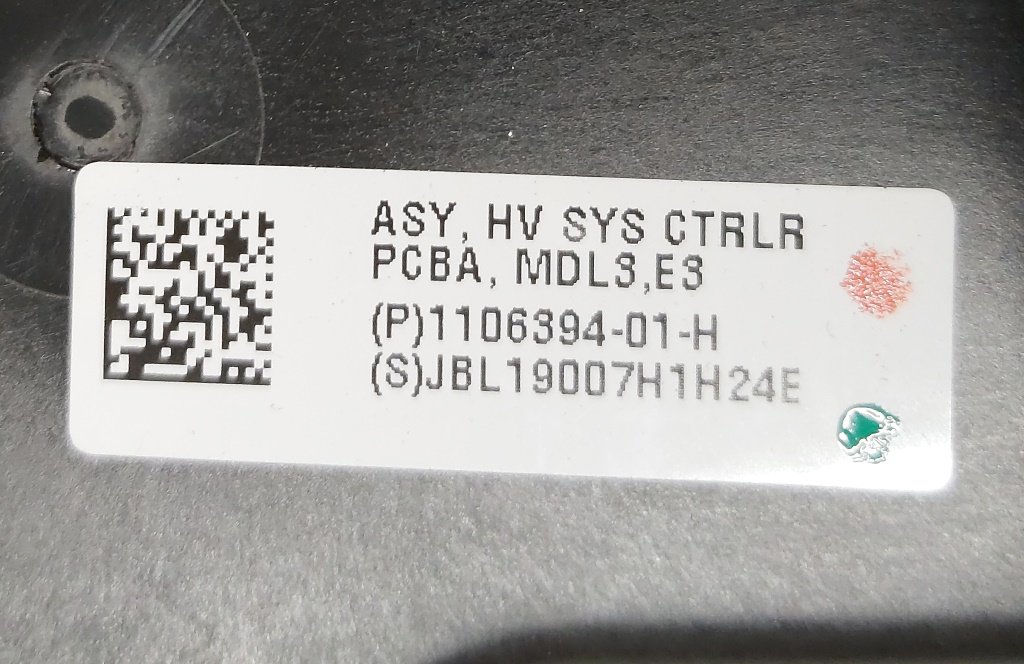 ASY, HV SYS CTRLR
PCBA, MDL3,E3
(P)1106394-01-H
(S)JBL19007H1H24E